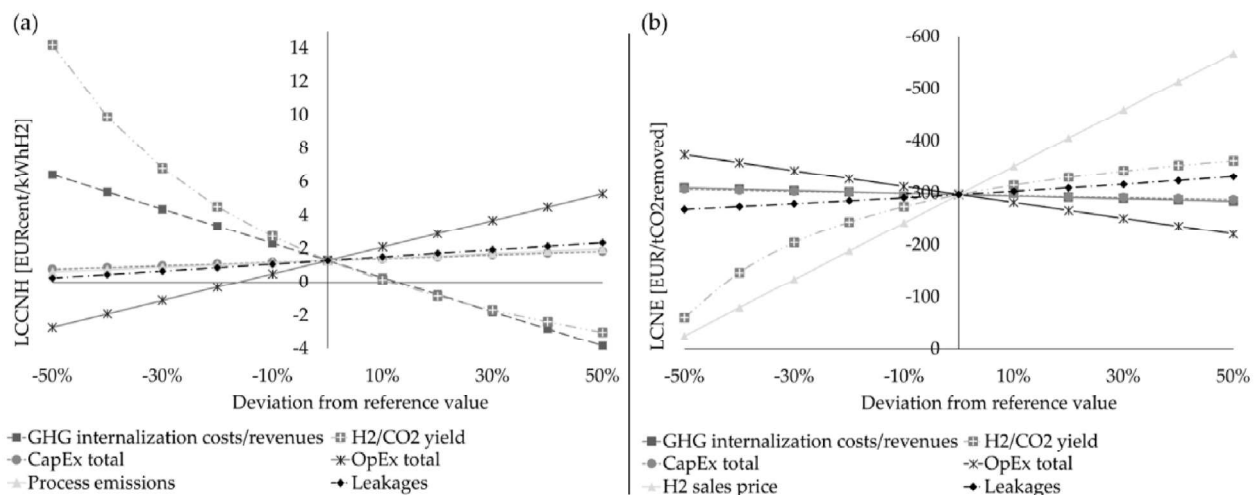 (a)
LCCNH [EURcent/kWhH2]
14
12
10
8
6
4
2
0
-2
-4
-50% -30% -10% 10% 30% 50%
Deviation from reference value
GHG internalization costs/revenues H2/CO2 yield
CapEx total OpEx total
Process emissions Leakages
(b)
LCNE [EUR/tCO2removed]
-600
-500
-400
-300
-200
-100
0
-50% -30% -10% 10% 30% 50%
Deviation from reference value
GHG internalization costs/revenues H2/CO2 yield
CapEx total OpEx total
H2 sales price Leakages